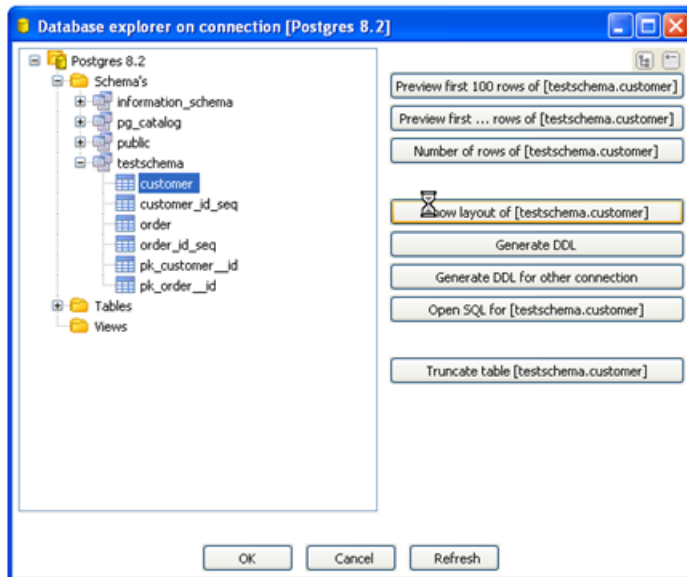 Database explorer on connection [Postgres 8.2]
Postgres 8.2
Schema's
information_schema
pg_catalog
public
testschema
customer
customer_id_seq
order
order_id_seq
pk_customer__id
pk_order__id
Tables
Views
Preview first 100 rows of [testschema.customer]
Preview first ... rows of [testschema.customer]
Number of rows of [testschema.customer]
layout of [testschema.customer]
Generate DDL
Generate DDL for other connection
Open SQL for [testschema.customer]
Truncate table [testschema.customer]
OK
Cancel
Refresh